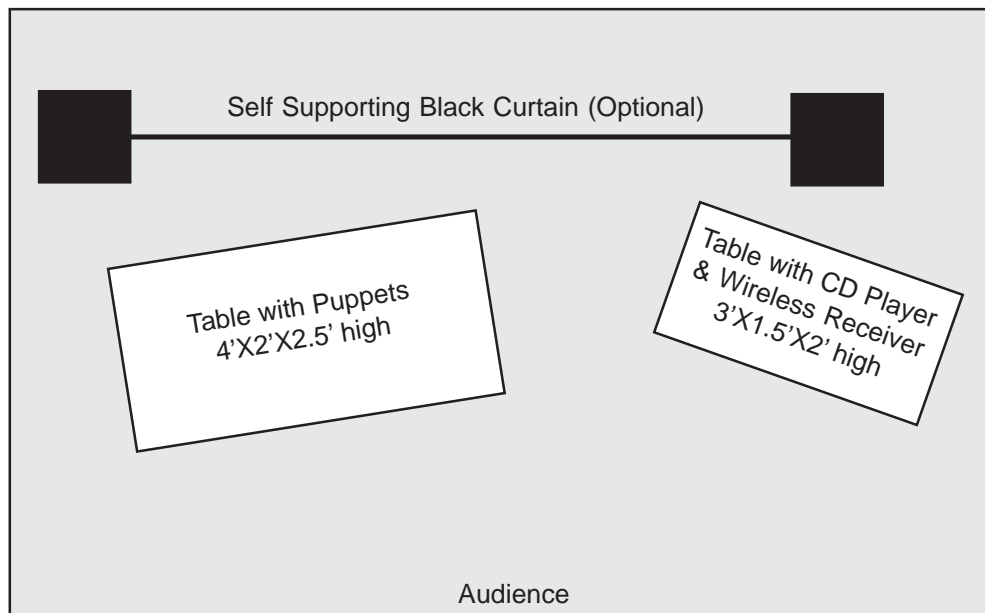 Self Supporting Black Curtain (Optional)
Table with Puppets
4’X2’X2.5’ high
Table with CD Player
& Wireless Receiver
3’X1.5’X2’ high
Audience